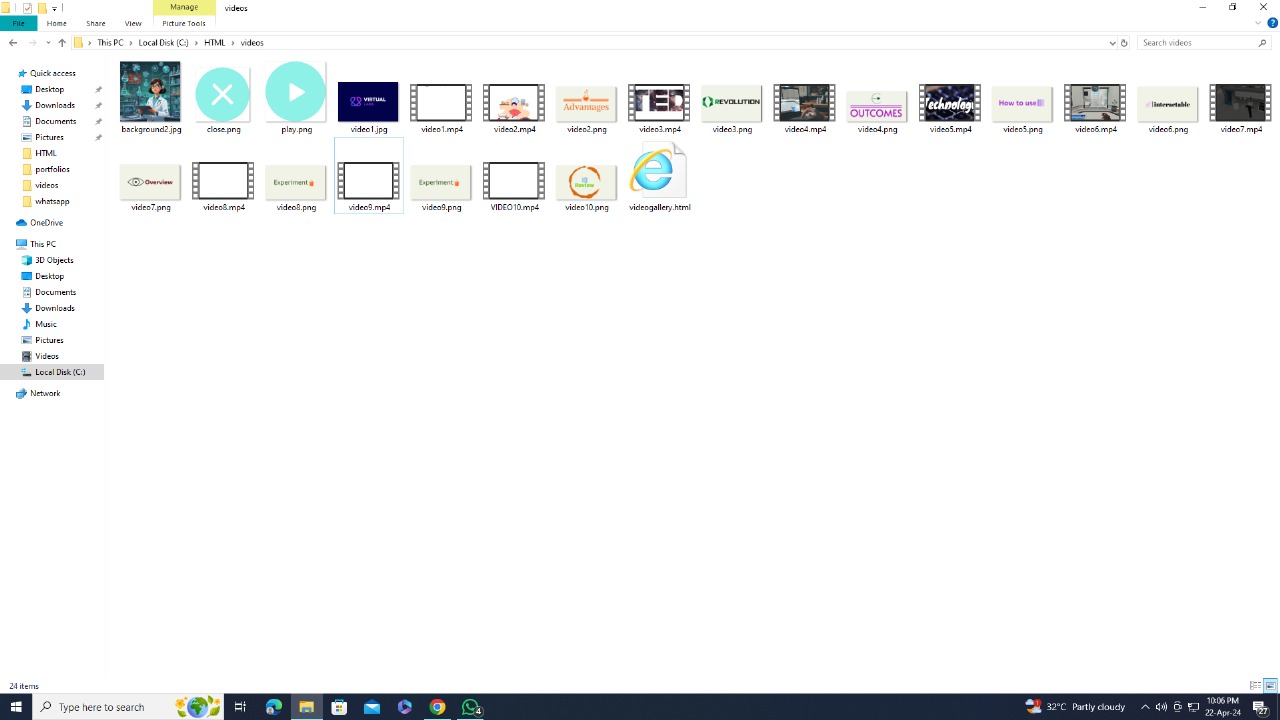 Manage
videos
File
Home
Share
View
Picture Tools
This PC
Local Disk (C:)
HTML
videos
Search videos
Quick access
Desktop
Downloads
Documents
Pictures
HTML
portfolios
videos
whatsapp
OneDrive
This PC
3D Objects
Desktop
Documents
Downloads
Music
Pictures
Videos
Local Disk (C:)
Network
VIRTUAL
Advantages
TER
REVOLUTION
OUTCOMES
echnolog
How to use
internetable
background2.jpg
close.png
play.png
video1.jpg
video1.mp4
video2.mp4
video2.png
video3.mp4
video3.png
video4.mp4
video4.png
video5.mp4
video5.png
video6.mp4
video6.png
video7.mp4
Overview
Experiment
Experiment
Review
video7.png
video8.mp4
video8.png
video9.mp4
video9.png
VIDEO10.mp4
video10.png
videogallery.html
24 items
Type here to search
4
32°C Partly cloudy
10:06 PM
22-Apr-24
27